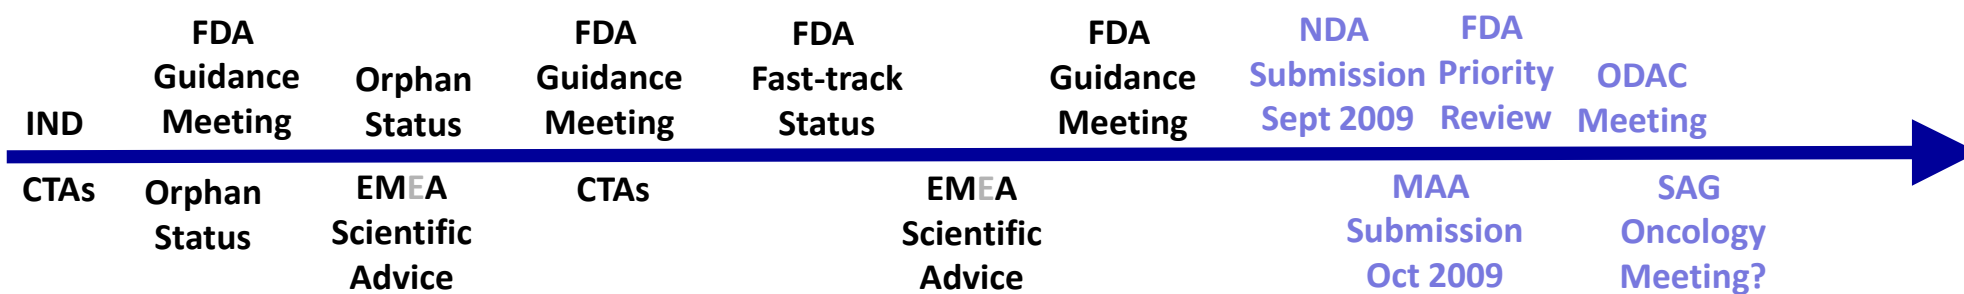 IND
FDA
Guidance
Meeting
Orphan
Status
FDA
Guidance
Meeting
FDA
Fast-track
Status
FDA
Guidance
Meeting
NDA
Submission
Sept 2009
FDA
Priority
Review
ODAC
Meeting
CTAs
Orphan
Status
EMEA
Scientific
Advice
CTAs
EMEA
Scientific
Advice
MAA
Submission
Oct 2009
SAG
Oncology
Meeting?